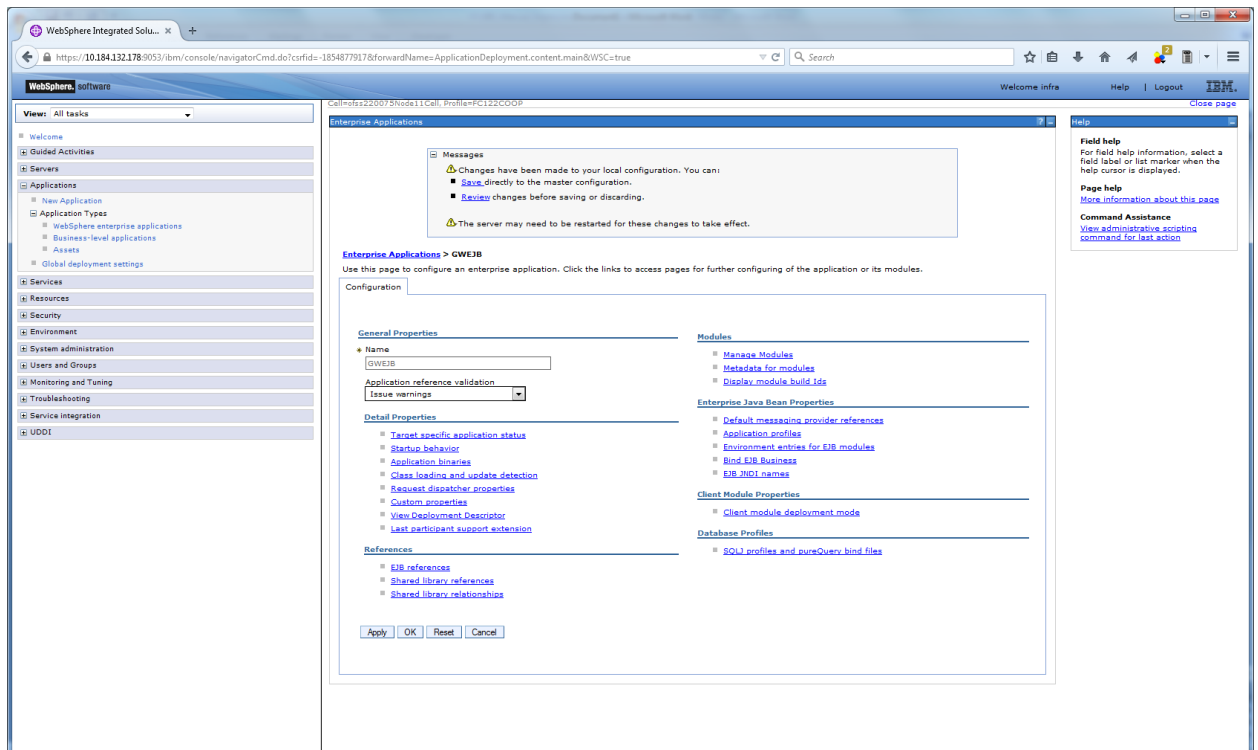 WebSphere Integrated Solu... ×
+
https://10.184.132.178:9053/ibm/console/navigatorCmd.do?csrfid=-1854877917&forwardName=ApplicationDeployment.content.main&WSC=true
Search
2
WebSphere. software
Welcome infra
Help | Logout
IBM.
View: All tasks
Welcome
Guided Activities
Servers
Applications
New Application
Application Types
WebSphere enterprise applications
Business-level applications
Assets
Global deployment settings
Services
Resources
Security
Environment
System administration
Users and Groups
Monitoring and Tuning
Troubleshooting
Service integration
UDDI
Cell=ofss220075Node11Cell, Profile=FC122COOP
Close page
Enterprise Applications
? -
Messages
Changes have been made to your local configuration. You can:
Save directly to the master configuration.
Review changes before saving or discarding.
The server may need to be restarted for these changes to take effect.
Enterprise Applications > GWEJB
Use this page to configure an enterprise application. Click the links to access pages for further configuring of the application or its modules.
Configuration
General Properties
* Name
GWEJB
Application reference validation
Issue warnings
Detail Properties
Target specific application status
Startup behavior
Application binaries
Class loading and update detection
Request dispatcher properties
Custom properties
View Deployment Descriptor
Last participant support extension
References
EJB references
Shared library references
Shared library relationships
Modules
Manage Modules
Metadata for modules
Display module build Ids
Enterprise Java Bean Properties
Default messaging provider references
Application profiles
Environment entries for EJB modules
Bind EJB Business
EJB JNDI names
Client Module Properties
Client module deployment mode
Database Profiles
SQLJ profiles and pureQuery bind files
Apply OK Reset Cancel
Help
Field help
For field help information, select a
field label or list marker when the
help cursor is displayed.
Page help
More information about this page
Command Assistance
View administrative scripting
command for last action